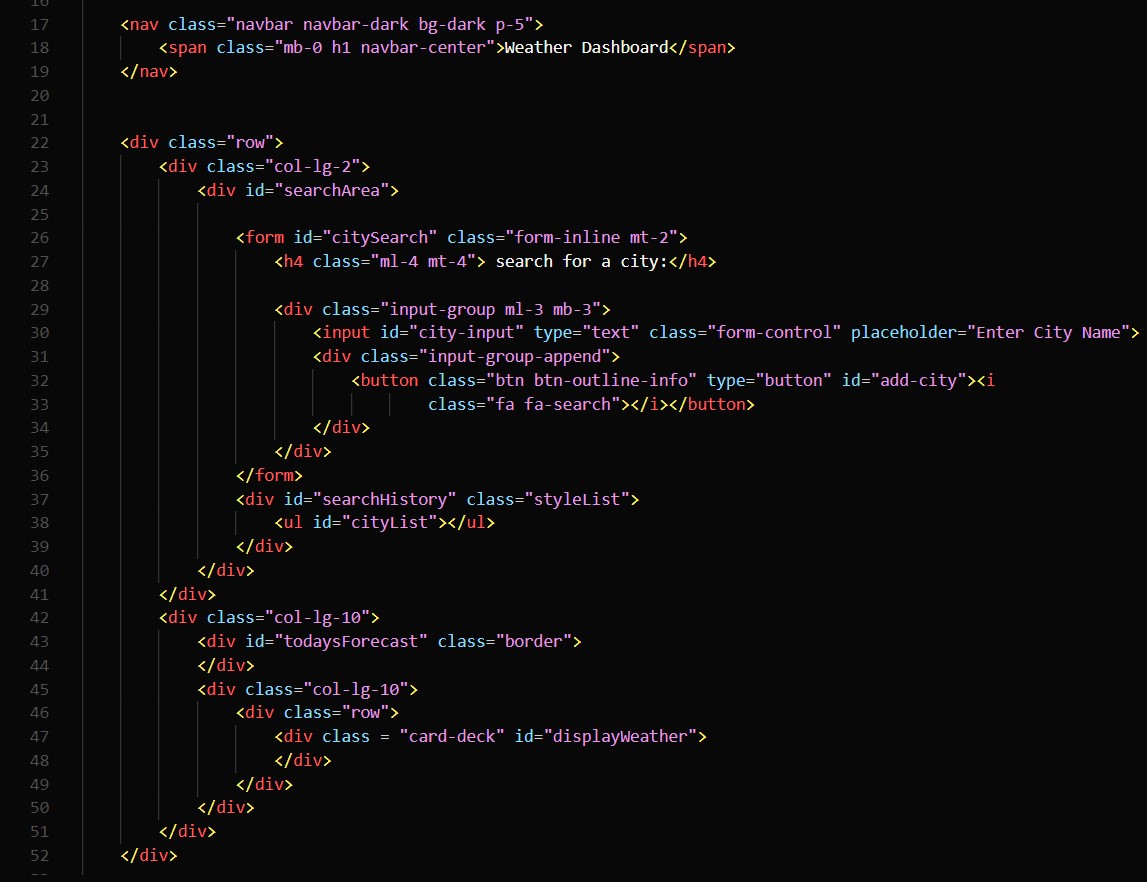 16
17 <nav class="navbar navbar-dark bg-dark p-5">
18 <span class="mb-0 h1 navbar-center">Weather Dashboard</span>
19 </nav>
20
21
22 <div class="row">
23 <div class="col-lg-2">
24 <div id="searchArea">
25
26 <form id="citySearch" class="form-inline mt-2">
27 <h4 class="ml-4 mt-4"> search for a city:</h4>
28
29 <div class="input-group ml-3 mb-3">
30 <input id="city-input" type="text" class="form-control" placeholder="Enter City Name">
31 <div class="input-group-append">
32 <button class="btn btn-outline-info" type="button" id="add-city"><i
33 class="fa fa-search"></i></button>
34 </div>
35 </div>
36 </form>
37 <div id="searchHistory" class="styleList">
38 <ul id="cityList"></ul>
39 </div>
40 </div>
41 </div>
42 <div class="col-lg-10">
43 <div id="todaysForecast" class="border">
44 </div>
45 <div class="col-lg-10">
46 <div class="row">
47 <div class = "card-deck" id="displayWeather">
48 </div>
49 </div>
50 </div>
51 </div>
52 </div>